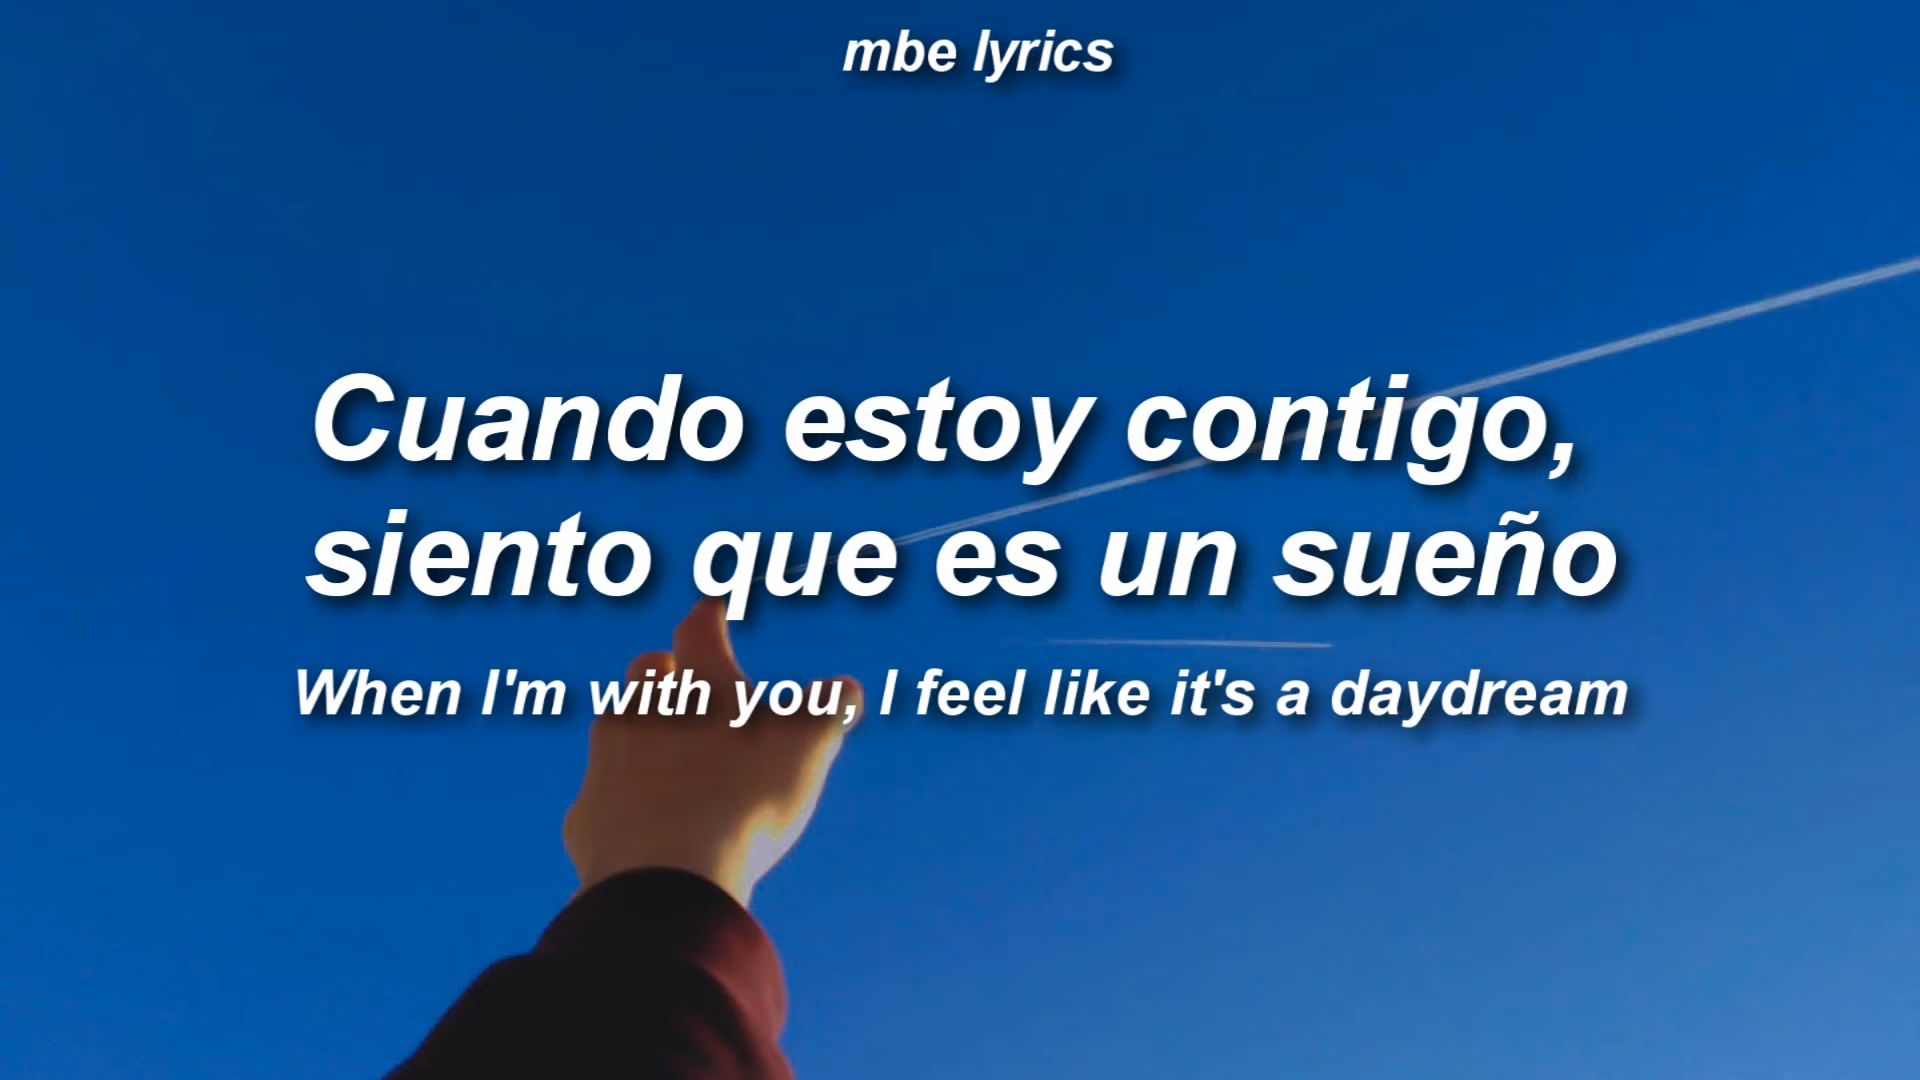 mbe lyrics
Cuando estoy contigo,
siento que es un sueño
When I'm with you, I feel like it's a daydream